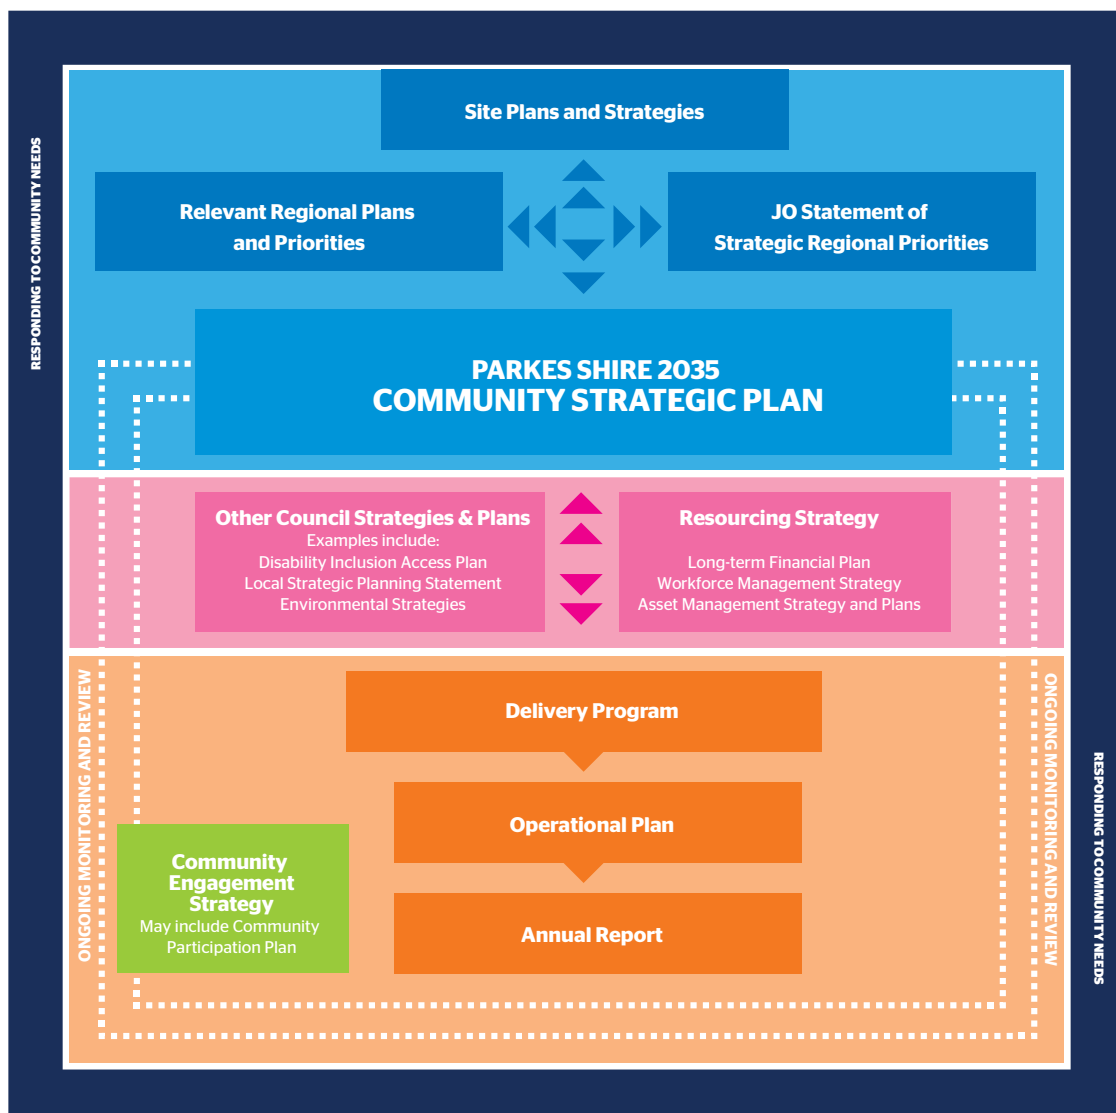 Site Plans and Strategies
RESPONDING TO COMMUNITY NEEDS
Relevant Regional Plans
and Priorities
JO Statement of
Strategic Regional Priorities
PARKES SHIRE 2035
COMMUNITY STRATEGIC PLAN
Other Council Strategies & Plans
Examples include:
Disability Inclusion Access Plan
Local Strategic Planning Statement
Environmental Strategies
Resourcing Strategy
Long-term Financial Plan
Workforce Management Strategy
Asset Management Strategy and Plans
ONGOING MONITORING AND REVIEW
Delivery Program
Operational Plan
Annual Report
Community
Engagement
Strategy
May include Community
Participation Plan
ONGOING MONITORING AND REVIEW
RESPONDING TO COMMUNITY NEEDS